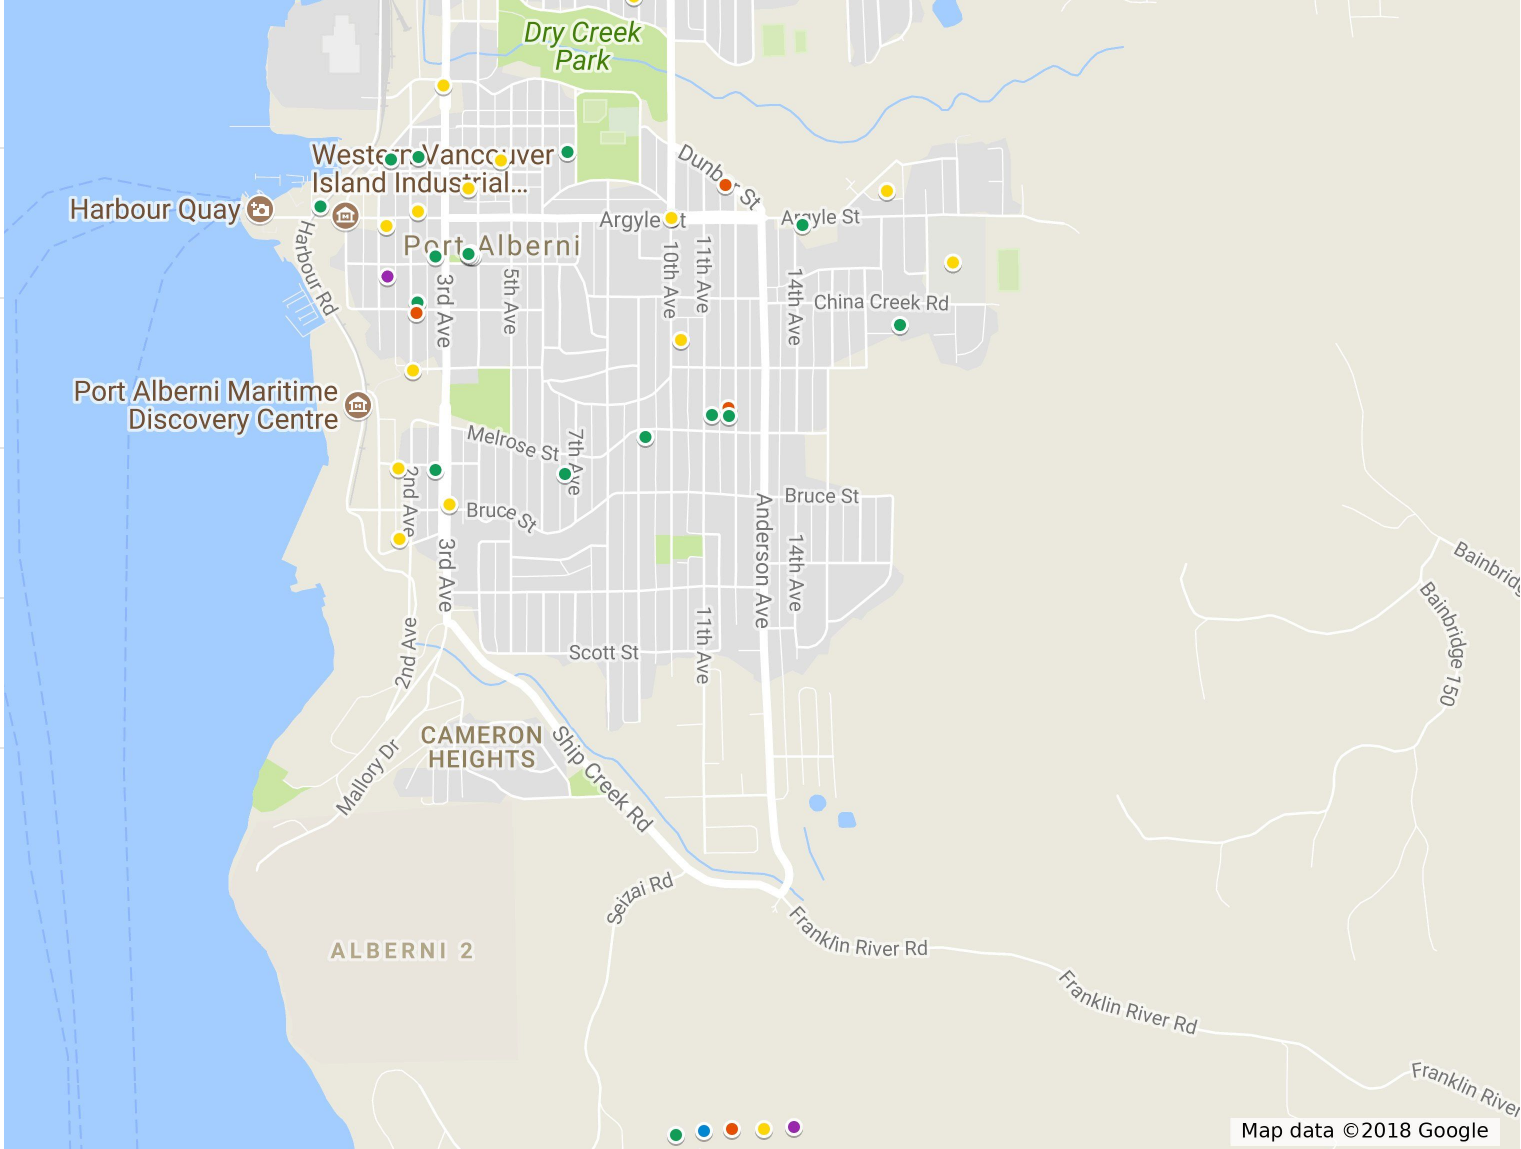 Dry Creek
Park
Western Vancouver
Island Industrial...
Dunbar St
Harbour Quay
Argyle St
Argyle St
Port Alberni
Harbour Rd
3rd Ave
5th Ave
10th Ave
11th Ave
14th Ave
China Creek Rd
Port Alberni Maritime
Discovery Centre
Melrose St
7th Ave
2nd Ave
Bruce St
Bruce St
Anderson Ave
3rd Ave
14th Ave
Bainbridg
Bainbridge 150
11th Ave
2nd Ave
Scott St
CAMERON
HEIGHTS
Ship Creek Rd
Mallory Dr
Seizai Rd
Franklin River Rd
ALBERNI 2
Franklin River Rd
Franklin River
Map data ©2018 Google